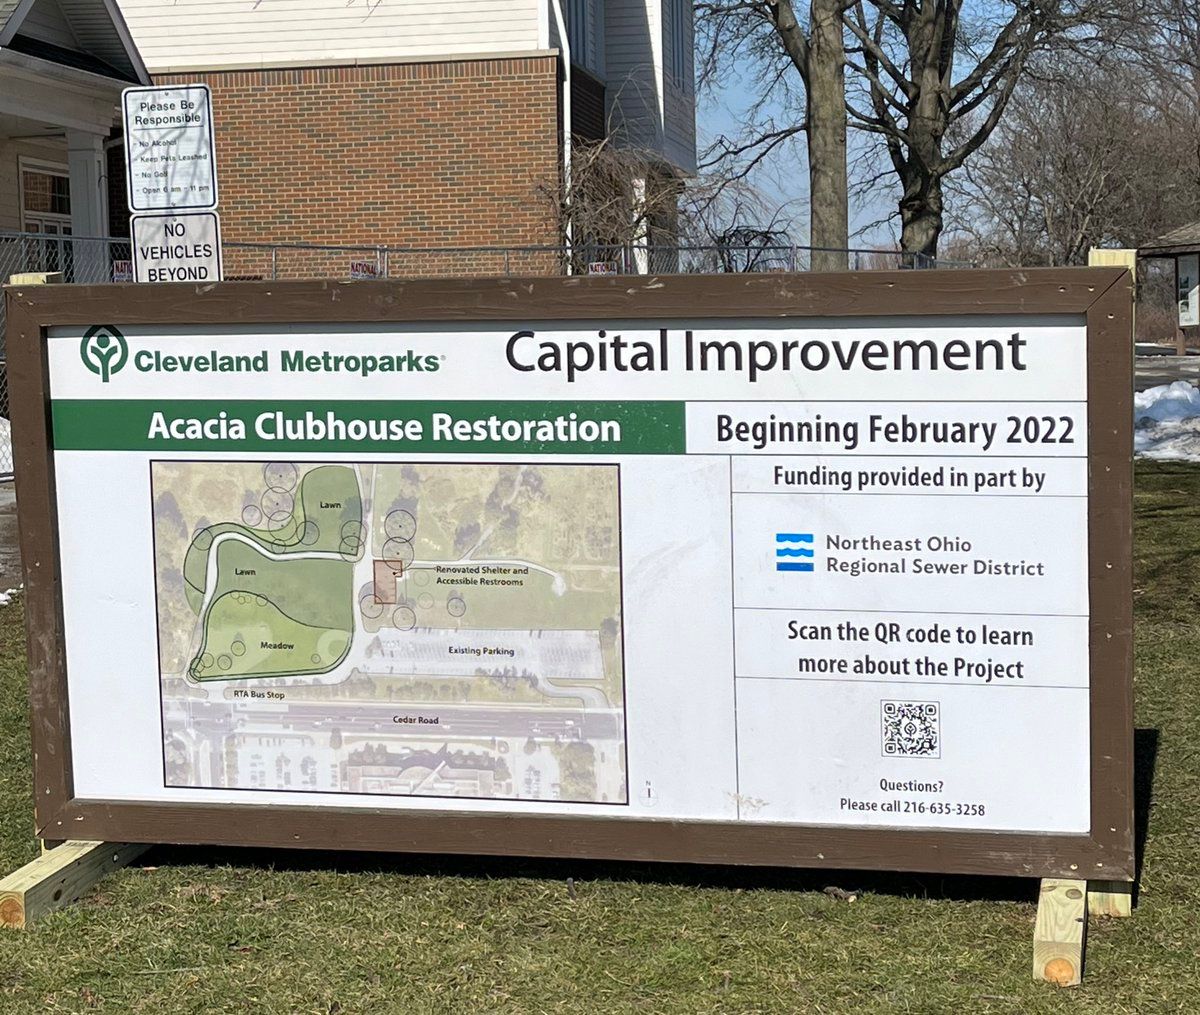 Please Be
Responsible
- No Alcohol
- Keep Pets Leashed
- No Golf
- Open 6 am - 11 pm
NO
VEHICLES
BEYOND
NATIONAL
NATIONAL
NATIONAL
Cleveland Metroparks
Capital Improvement
Acacia Clubhouse Restoration
Beginning February 2022
Funding provided in part by
Northeast Ohio
Regional Sewer District
Scan the QR code to learn
more about the Project
Questions?
Please call 216-635-3258
Lawn
Lawn
Renovated Shelter and
Accessible Restrooms
Meadow
Existing Parking
RTA Bus Stop
Cedar Road
N